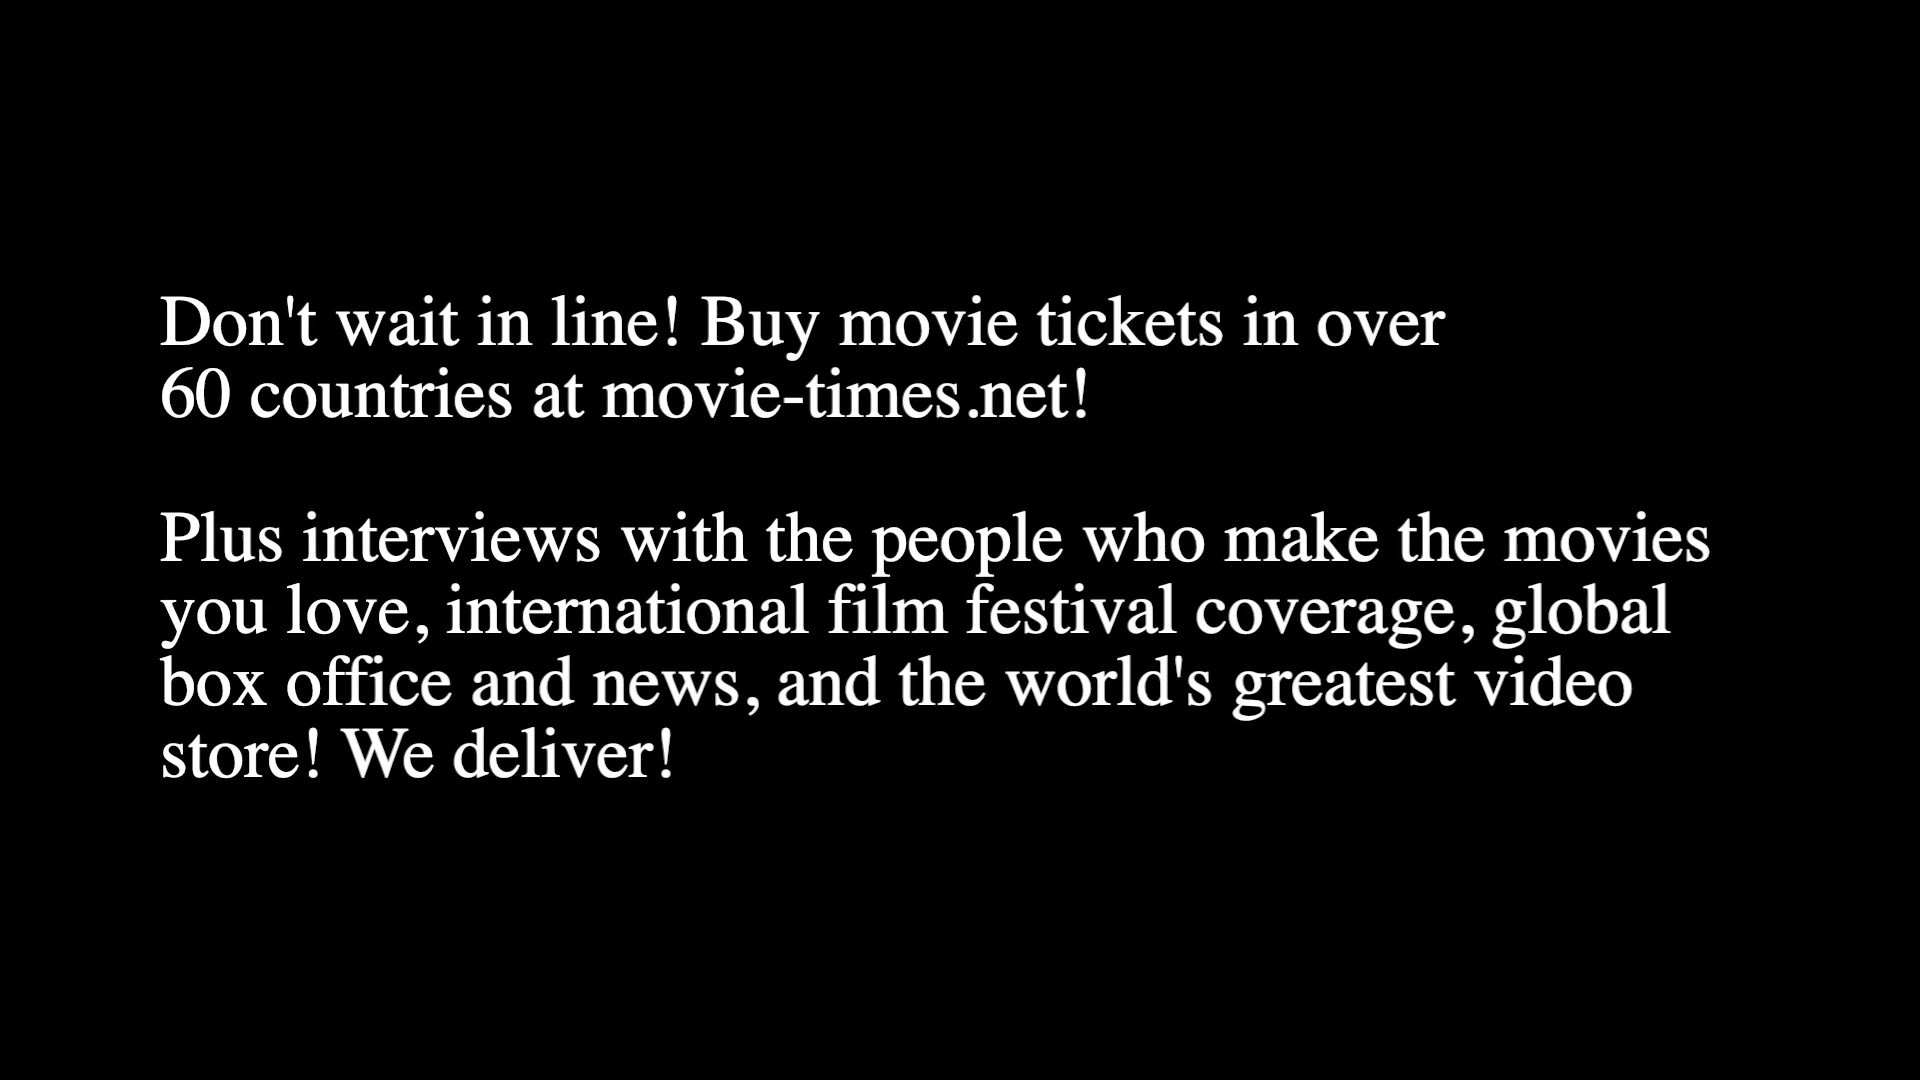 Don't wait in line! Buy movie tickets in over
60 countries at movie-times.net!
Plus interviews with the people who make the movies
you love, international film festival coverage, global
box office and news, and the world's greatest video
store! We deliver!